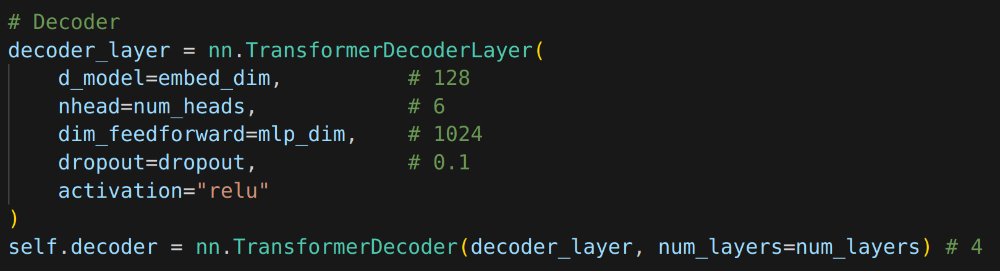 # Decoder
decoder_layer = nn.TransformerDecoderLayer(
    d_model=embed_dim,          # 128
    nhead=num_heads,            # 6
    dim_feedforward=mlp_dim,    # 1024
    dropout=dropout,            # 0.1
    activation="relu"
)
self.decoder = nn.TransformerDecoder(decoder_layer, num_layers=num_layers) # 4